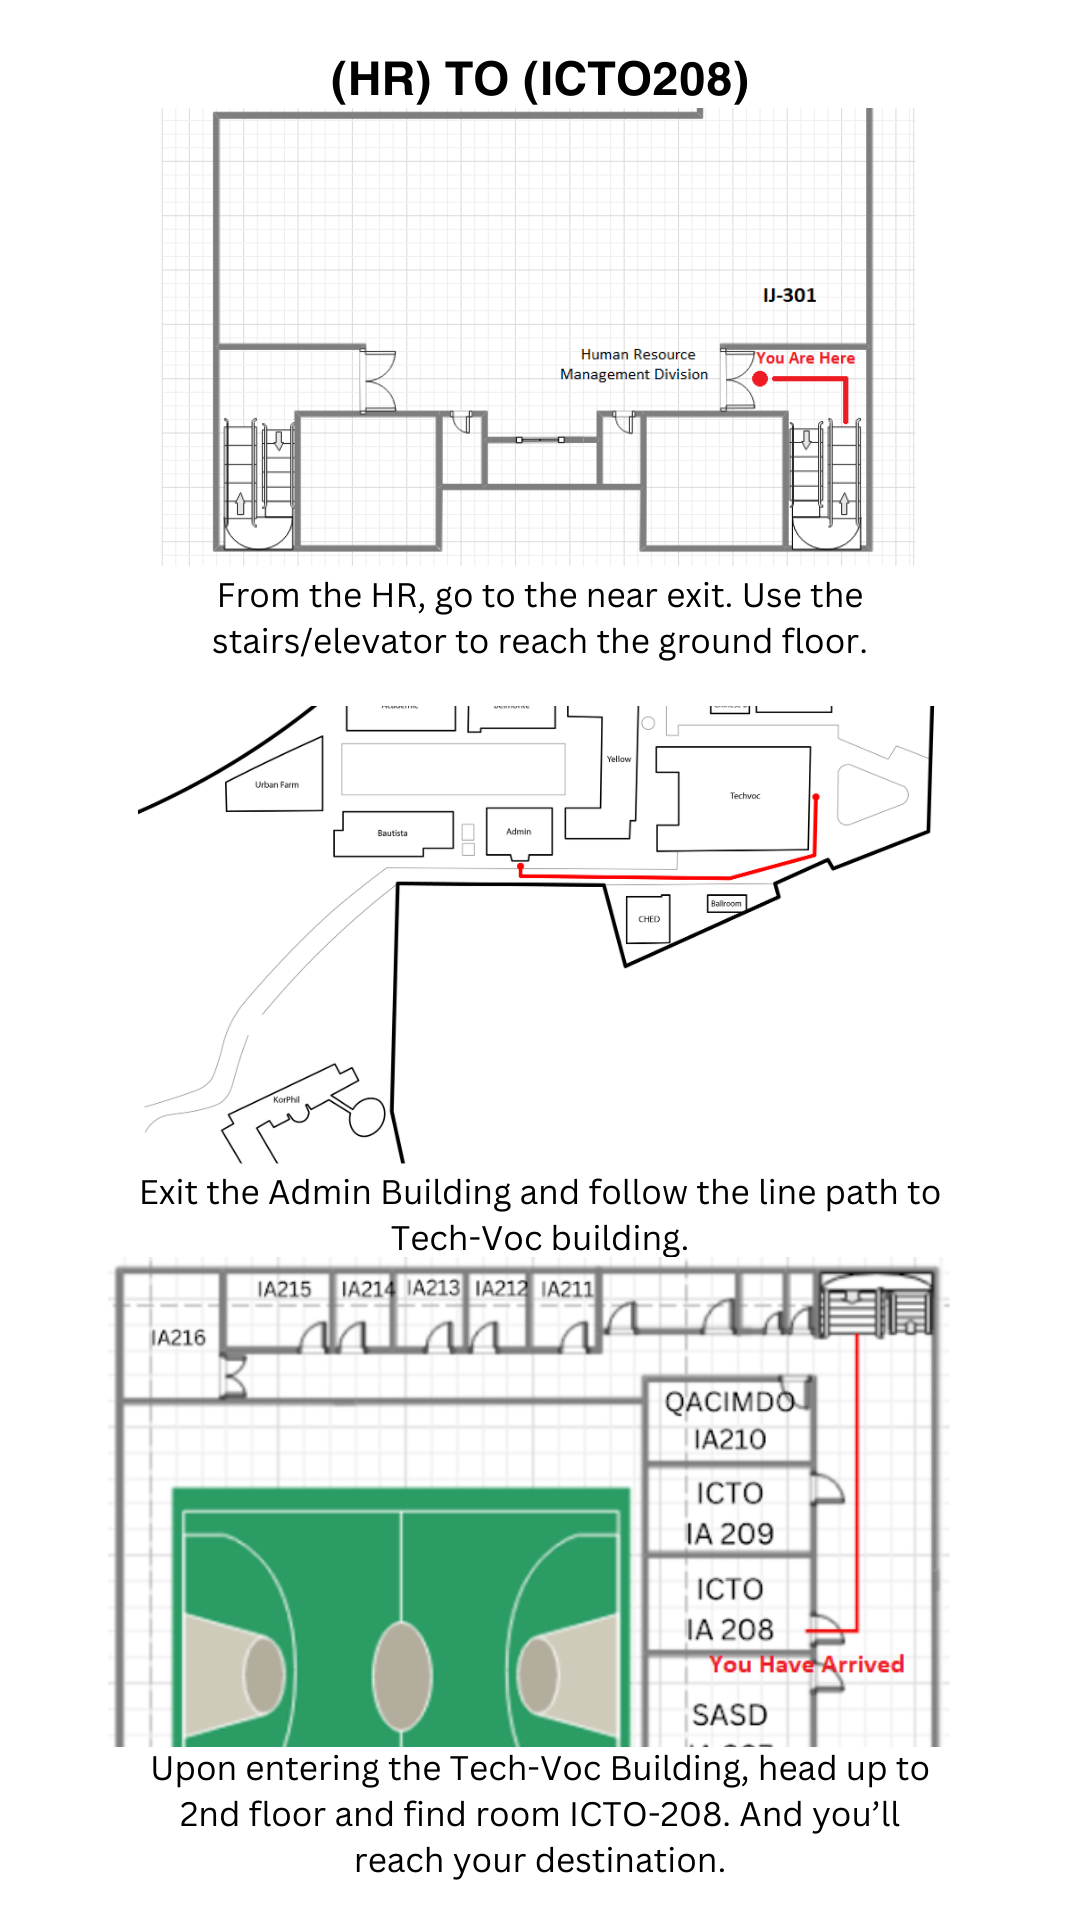 (HR) TO (ICTO208)
IJ-301
Human Resource
Management Division
You Are Here
From the HR, go to the near exit. Use the
stairs/elevator to reach the ground floor.
Academic
Belmonte
Yellow
Urban Farm
Techvoc
Bautista
Admin
CHED
Ballroom
KorPhil
Exit the Admin Building and follow the line path to
Tech-Voc building.
IA215
IA214
IA213
IA212
IA211
IA216
QACIMDO
IA210
ICTO
IA 209
ICTO
IA 208
You Have Arrived
SASD
Upon entering the Tech-Voc Building, head up to
2nd floor and find room ICTO-208. And you’ll
reach your destination.